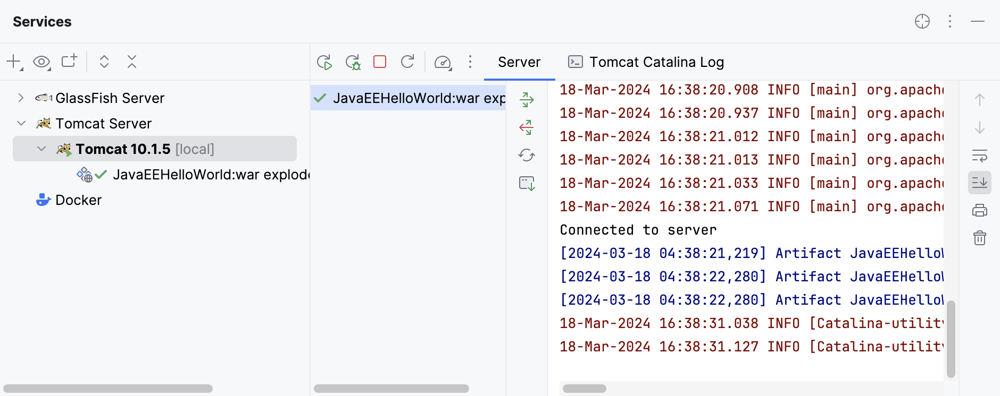 Services
Server
Tomcat Catalina Log
GlassFish Server
Tomcat Server
Tomcat 10.1.5 [local]
JavaEEHelloWorld:war explod
Docker
JavaEEHelloWorld:war exp
18-Mar-2024 16:38:20.908 INFO [main] org.apach
18-Mar-2024 16:38:20.937 INFO [main] org.apach
18-Mar-2024 16:38:21.012 INFO [main] org.apach
18-Mar-2024 16:38:21.013 INFO [main] org.apach
18-Mar-2024 16:38:21.033 INFO [main] org.apach
18-Mar-2024 16:38:21.071 INFO [main] org.apach
Connected to server
[2024-03-18 04:38:21,219] Artifact JavaEEHello
[2024-03-18 04:38:22,280] Artifact JavaEEHello
[2024-03-18 04:38:22,280] Artifact JavaEEHello
18-Mar-2024 16:38:31.038 INFO [Catalina-utility
18-Mar-2024 16:38:31.127 INFO [Catalina-utility